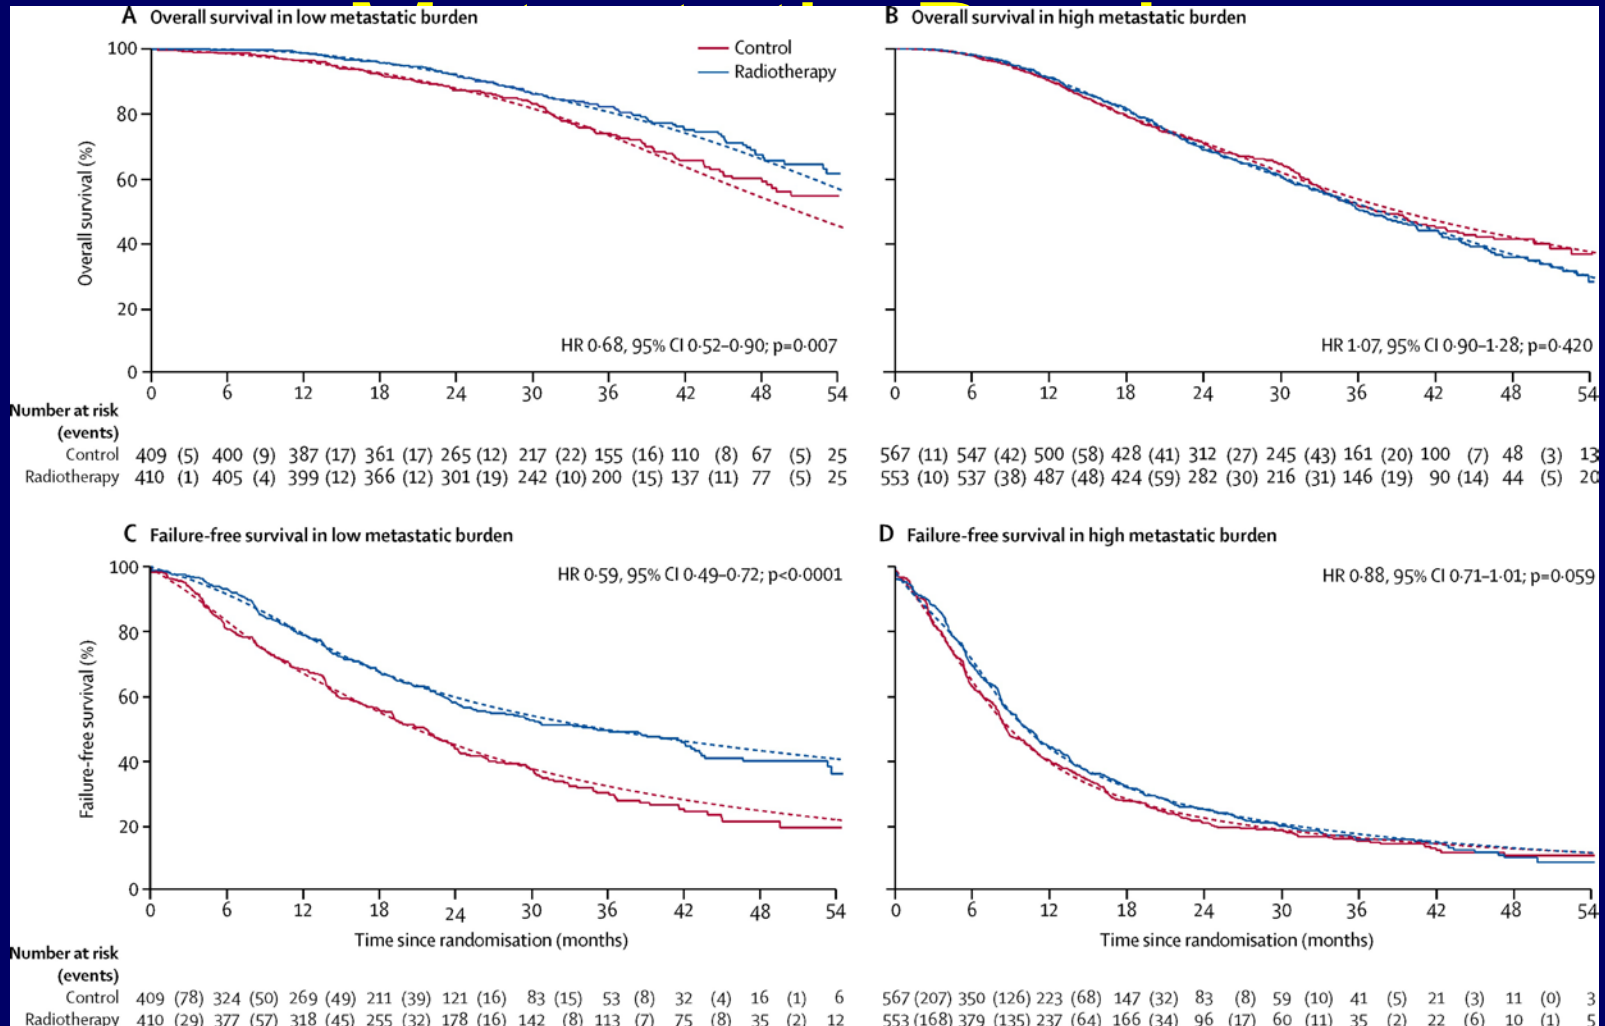 A Overall survival in low metastatic burden
B Overall survival in high metastatic burden
Control
Radiotherapy
Overall survival (%)
100
80
60
40
20
0
HR 0·68, 95% CI 0·52–0·90; p=0·007
HR 1·07, 95% CI 0·90–1·28; p=0·420
0 6 12 18 24 30 36 42 48 54
0 6 12 18 24 30 36 42 48 54
Number at risk
(events)
Control 409 (5) 400 (9) 387 (17) 361 (17) 265 (12) 217 (22) 155 (16) 110 (8) 67 (5) 25
567 (11) 547 (42) 500 (58) 428 (41) 312 (27) 245 (43) 161 (20) 100 (7) 48 (3) 13
Radiotherapy 410 (1) 405 (4) 399 (12) 366 (12) 301 (19) 242 (10) 200 (15) 137 (11) 77 (5) 25
553 (10) 537 (38) 487 (48) 424 (59) 282 (30) 216 (31) 146 (19) 90 (14) 44 (5) 20
C Failure-free survival in low metastatic burden
D Failure-free survival in high metastatic burden
HR 0·59, 95% CI 0·49–0·72; p<0·0001
HR 0·88, 95% CI 0·71–1·01; p=0·059
Failure-free survival (%)
100
80
60
40
20
0
0 6 12 18 24 30 36 42 48 54
0 6 12 18 24 30 36 42 48 54
Time since randomisation (months)
Time since randomisation (months)
Number at risk
(events)
Control 409 (78) 324 (50) 269 (49) 211 (39) 121 (16) 83 (15) 53 (8) 32 (4) 16 (1) 6
567 (207) 350 (126) 223 (68) 147 (32) 83 (8) 59 (10) 41 (5) 21 (3) 11 (0) 3
Radiotherapy 410 (29) 377 (57) 318 (45) 255 (32) 178 (16) 142 (8) 113 (7) 75 (8) 35 (2) 12
553 (168) 379 (135) 237 (64) 166 (34) 96 (17) 60 (11) 35 (2) 22 (6) 10 (1) 5